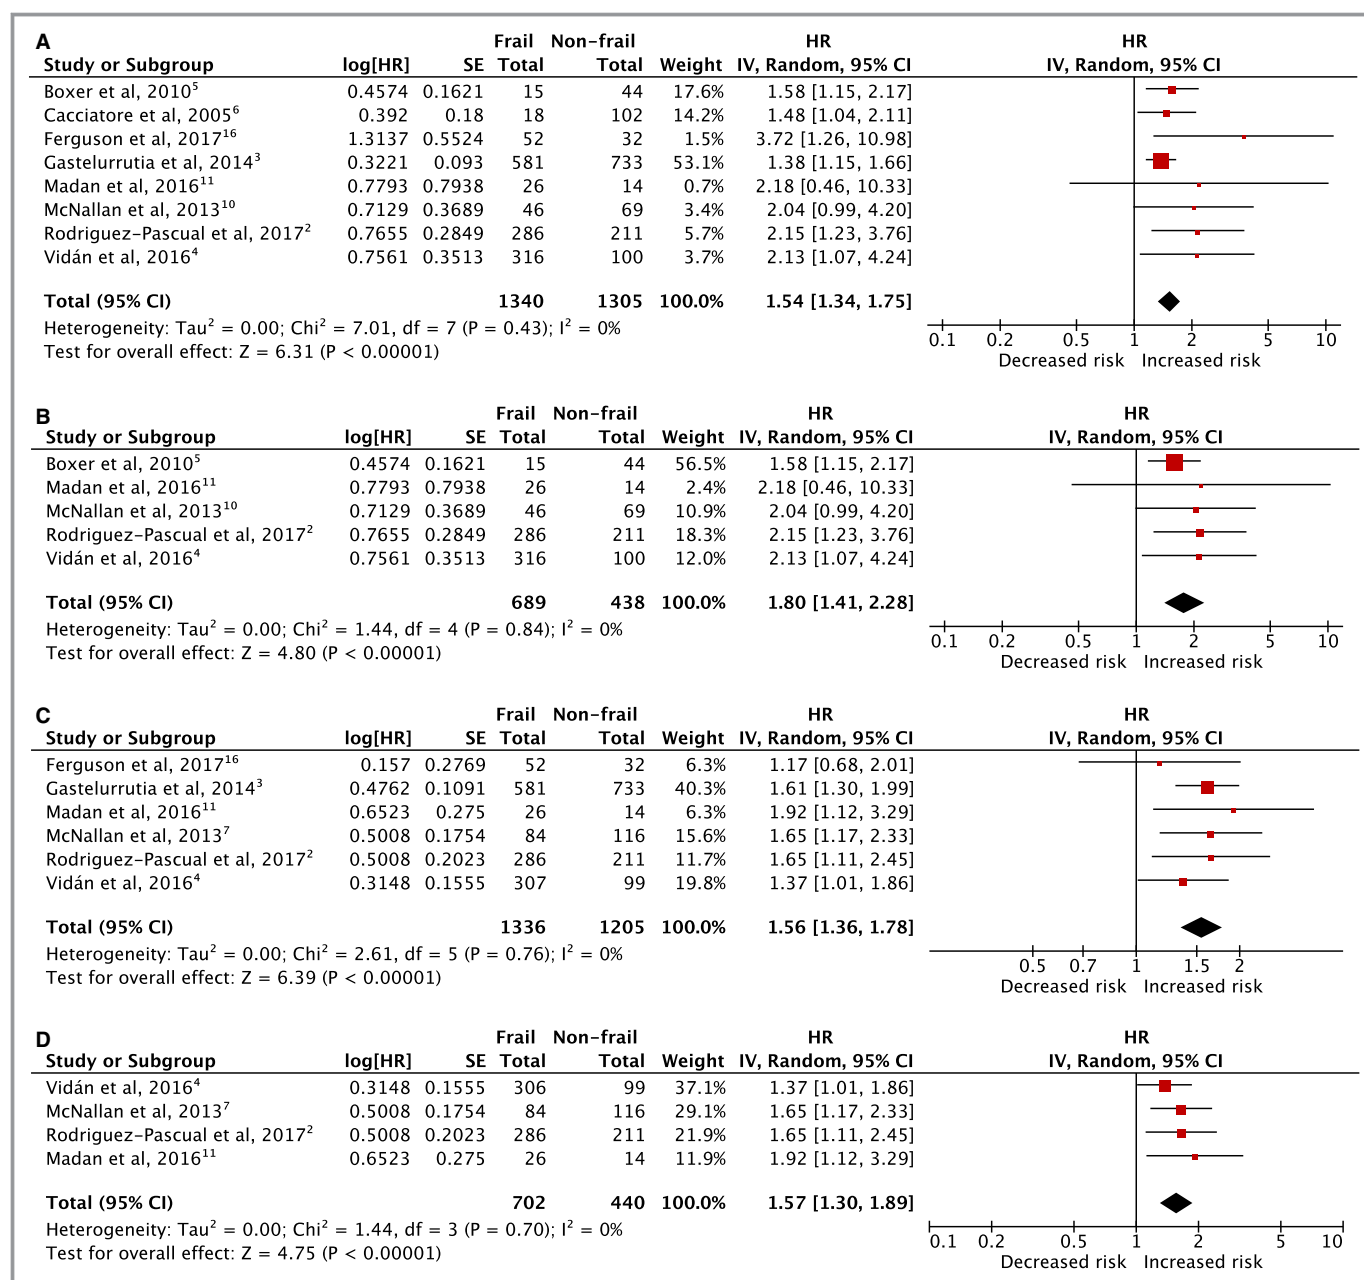 A
Frail Non-frail HR HR
Study or Subgroup log[HR] SE Total Total Weight IV, Random, 95% CI IV, Random, 95% CI
Boxer et al, 2010⁵ 0.4574 0.1621 15 44 17.6% 1.58 [1.15, 2.17]
Cacciatore et al, 2005⁶ 0.392 0.18 18 102 14.2% 1.48 [1.04, 2.11]
Ferguson et al, 2017¹⁶ 1.3137 0.5524 52 32 1.5% 3.72 [1.26, 10.98]
Gastelurrutia et al, 2014³ 0.3221 0.093 581 733 53.1% 1.38 [1.15, 1.66]
Madan et al, 2016¹¹ 0.7793 0.7938 26 14 0.7% 2.18 [0.46, 10.33]
McNallan et al, 2013¹⁰ 0.7129 0.3689 46 69 3.4% 2.04 [0.99, 4.20]
Rodriguez-Pascual et al, 2017² 0.7655 0.2849 286 211 5.7% 2.15 [1.23, 3.76]
Vidán et al, 2016⁴ 0.7561 0.3513 316 100 3.7% 2.13 [1.07, 4.24]
Total (95% CI) 1340 1305 100.0% 1.54 [1.34, 1.75]
Heterogeneity: Tau² = 0.00; Chi² = 7.01, df = 7 (P = 0.43); I² = 0%
Test for overall effect: Z = 6.31 (P < 0.00001)
0.1 0.2 0.5 1 2 5 10
Decreased risk Increased risk
B
Frail Non-frail HR HR
Study or Subgroup log[HR] SE Total Total Weight IV, Random, 95% CI IV, Random, 95% CI
Boxer et al, 2010⁵ 0.4574 0.1621 15 44 56.5% 1.58 [1.15, 2.17]
Madan et al, 2016¹¹ 0.7793 0.7938 26 14 2.4% 2.18 [0.46, 10.33]
McNallan et al, 2013¹⁰ 0.7129 0.3689 46 69 10.9% 2.04 [0.99, 4.20]
Rodriguez-Pascual et al, 2017² 0.7655 0.2849 286 211 18.3% 2.15 [1.23, 3.76]
Vidán et al, 2016⁴ 0.7561 0.3513 316 100 12.0% 2.13 [1.07, 4.24]
Total (95% CI) 689 438 100.0% 1.80 [1.41, 2.28]
Heterogeneity: Tau² = 0.00; Chi² = 1.44, df = 4 (P = 0.84); I² = 0%
Test for overall effect: Z = 4.80 (P < 0.00001)
0.1 0.2 0.5 1 2 5 10
Decreased risk Increased risk
C
Frail Non-frail HR HR
Study or Subgroup log[HR] SE Total Total Weight IV, Random, 95% CI IV, Random, 95% CI
Ferguson et al, 2017¹⁶ 0.157 0.2769 52 32 6.3% 1.17 [0.68, 2.01]
Gastelurrutia et al, 2014³ 0.4762 0.1091 581 733 40.3% 1.61 [1.30, 1.99]
Madan et al, 2016¹¹ 0.6523 0.275 26 14 6.3% 1.92 [1.12, 3.29]
McNallan et al, 2013⁷ 0.5008 0.1754 84 116 15.6% 1.65 [1.17, 2.33]
Rodriguez-Pascual et al, 2017² 0.5008 0.2023 286 211 11.7% 1.65 [1.11, 2.45]
Vidán et al, 2016⁴ 0.3148 0.1555 307 99 19.8% 1.37 [1.01, 1.86]
Total (95% CI) 1336 1205 100.0% 1.56 [1.36, 1.78]
Heterogeneity: Tau² = 0.00; Chi² = 2.61, df = 5 (P = 0.76); I² = 0%
Test for overall effect: Z = 6.39 (P < 0.00001)
0.5 0.7 1 1.5 2
Decreased risk Increased risk
D
Frail Non-frail HR HR
Study or Subgroup log[HR] SE Total Total Weight IV, Random, 95% CI IV, Random, 95% CI
Vidán et al, 2016⁴ 0.3148 0.1555 306 99 37.1% 1.37 [1.01, 1.86]
McNallan et al, 2013⁷ 0.5008 0.1754 84 116 29.1% 1.65 [1.17, 2.33]
Rodriguez-Pascual et al, 2017² 0.5008 0.2023 286 211 21.9% 1.65 [1.11, 2.45]
Madan et al, 2016¹¹ 0.6523 0.275 26 14 11.9% 1.92 [1.12, 3.29]
Total (95% CI) 702 440 100.0% 1.57 [1.30, 1.89]
Heterogeneity: Tau² = 0.00; Chi² = 1.44, df = 3 (P = 0.70); I² = 0%
Test for overall effect: Z = 4.75 (P < 0.00001)
0.1 0.2 0.5 1 2 5 10
Decreased risk Increased risk